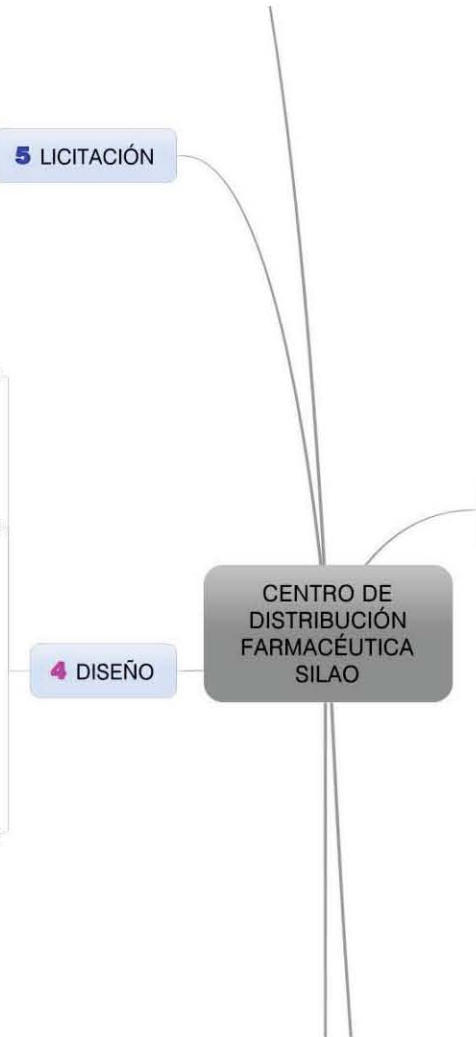 5 LICITACIÓN
CENTRO DE
DISTRIBUCIÓN
FARMACÉUTICA
SILAO
4 DISEÑO